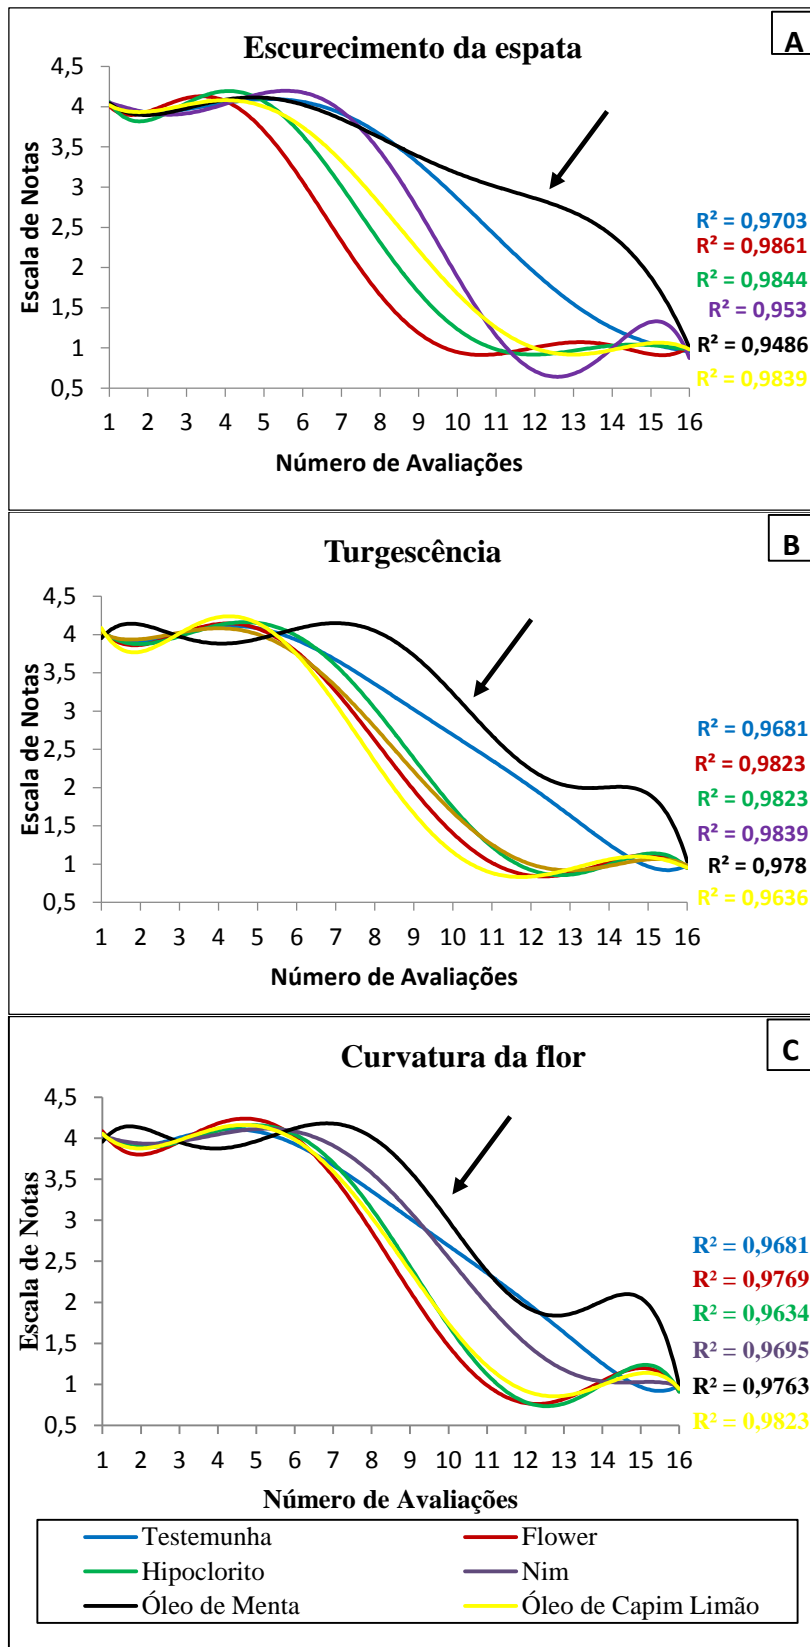 Escurecimento da espata
A
4,5
4
3,5
3
2,5
2
1,5
1
0,5
Escala de Notas
1 2 3 4 5 6 7 8 9 10 11 12 13 14 15 16
Número de Avaliações
R² = 0,9703
R² = 0,9861
R² = 0,9844
R² = 0,953
R² = 0,9486
R² = 0,9839
Turgescência
B
4,5
4
3,5
3
2,5
2
1,5
1
0,5
Escala de Notas
1 2 3 4 5 6 7 8 9 10 11 12 13 14 15 16
Número de Avaliações
R² = 0,9681
R² = 0,9823
R² = 0,9823
R² = 0,9839
R² = 0,978
R² = 0,9636
Curvatura da flor
C
4,5
4
3,5
3
2,5
2
1,5
1
0,5
Escala de Notas
1 2 3 4 5 6 7 8 9 10 11 12 13 14 15 16
Número de Avaliações
R² = 0,9681
R² = 0,9769
R² = 0,9634
R² = 0,9695
R² = 0,9763
R² = 0,9823
Testemunha Flower
Hipoclorito Nim
Óleo de Menta Óleo de Capim Limão